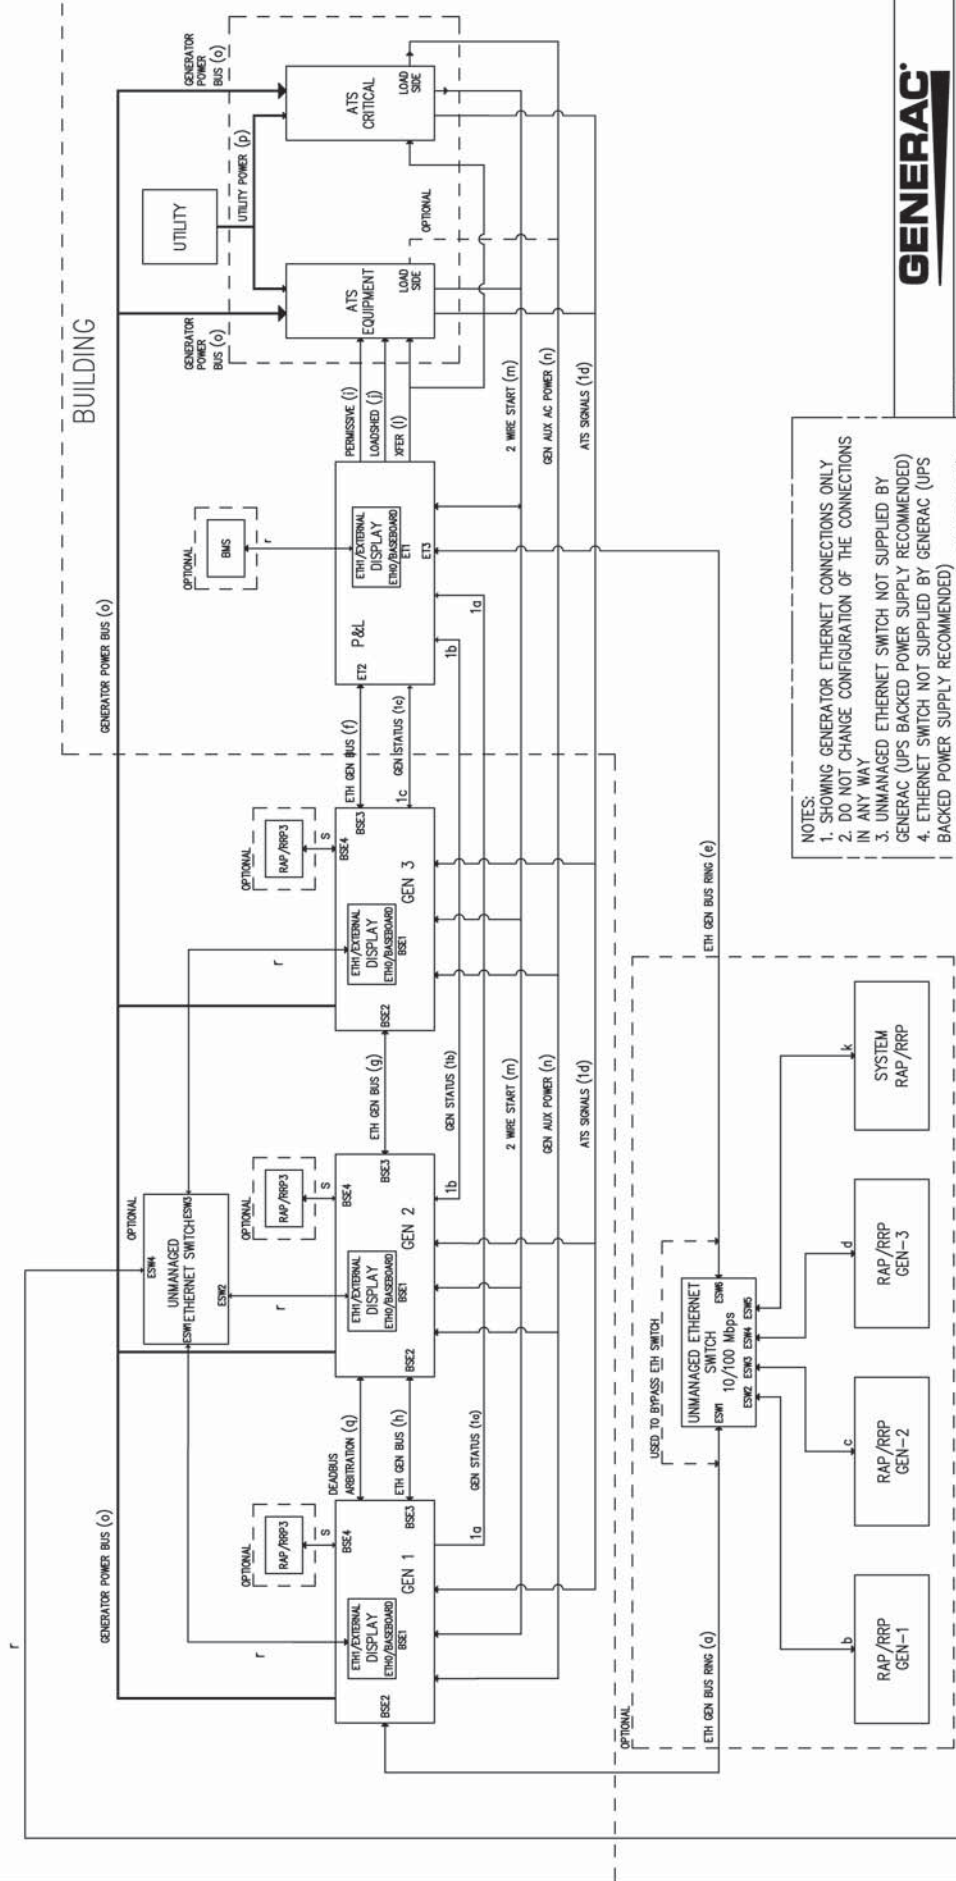 r
GENERATOR POWER BUS (o)
GENERATOR POWER BUS (o)
BUILDING
GENERATOR
POWER
BUS (o)
GENERATOR
POWER
BUS (o)
UTILITY
UTILITY POWER (p)
OPTIONAL
ESW4
UNMANAGED
ETHERNET SWITCH
ESW1
ESW2
ESW3
r
r
r
OPTIONAL
RAP/RRP3
s
OPTIONAL
RAP/RRP3
s
OPTIONAL
RAP/RRP3
s
OPTIONAL
BMS
r
BSE4
ETH1/EXTERNAL
DISPLAY
ETH0/BASEBOARD
BSE1
GEN 1
BSE2
BSE3
DEADBUS
ARBITRATION (q)
ETH GEN BUS (h)
BSE4
ETH1/EXTERNAL
DISPLAY
ETH0/BASEBOARD
BSE1
GEN 2
BSE2
BSE3
ETH GEN BUS (g)
BSE4
ETH1/EXTERNAL
DISPLAY
ETH0/BASEBOARD
BSE1
GEN 3
BSE2
BSE3
ETH GEN BUS (f)
1c
GEN STATUS (1c)
ET2
P&L
ETH1/EXTERNAL
DISPLAY
ETH0/BASEBOARD
ET1
ET3
PERMISSIVE (i)
LOADSHED (j)
XFER (l)
ATS
EQUIPMENT
LOAD
SIDE
ATS
CRITICAL
LOAD
SIDE
OPTIONAL
1b
GEN STATUS (1b)
1b
1a
GEN STATUS (1a)
1a
2 WIRE START (m)
2 WIRE START (m)
GEN AUX POWER (n)
GEN AUX AC POWER (n)
ATS SIGNALS (1d)
ATS SIGNALS (1d)
OPTIONAL
USED TO BYPASS ETH SWITCH
UNMANAGED ETHERNET
SWITCH
10/100 Mbps
ESW1
ESW2
ESW3
ESW4
ESW5
ESW6
ETH GEN BUS RING (a)
ETH GEN BUS RING (e)
b
c
d
k
RAP/RRP
GEN-1
RAP/RRP
GEN-2
RAP/RRP
GEN-3
SYSTEM
RAP/RRP
NOTES:
1. SHOWING GENERATOR ETHERNET CONNECTIONS ONLY
2. DO NOT CHANGE CONFIGURATION OF THE CONNECTIONS
IN ANY WAY
3. UNMANAGED ETHERNET SWITCH NOT SUPPLIED BY
GENERAC (UPS BACKED POWER SUPPLY RECOMMENDED)
4. ETHERNET SWITCH NOT SUPPLIED BY GENERAC (UPS
BACKED POWER SUPPLY RECOMMENDED)
GENERAC